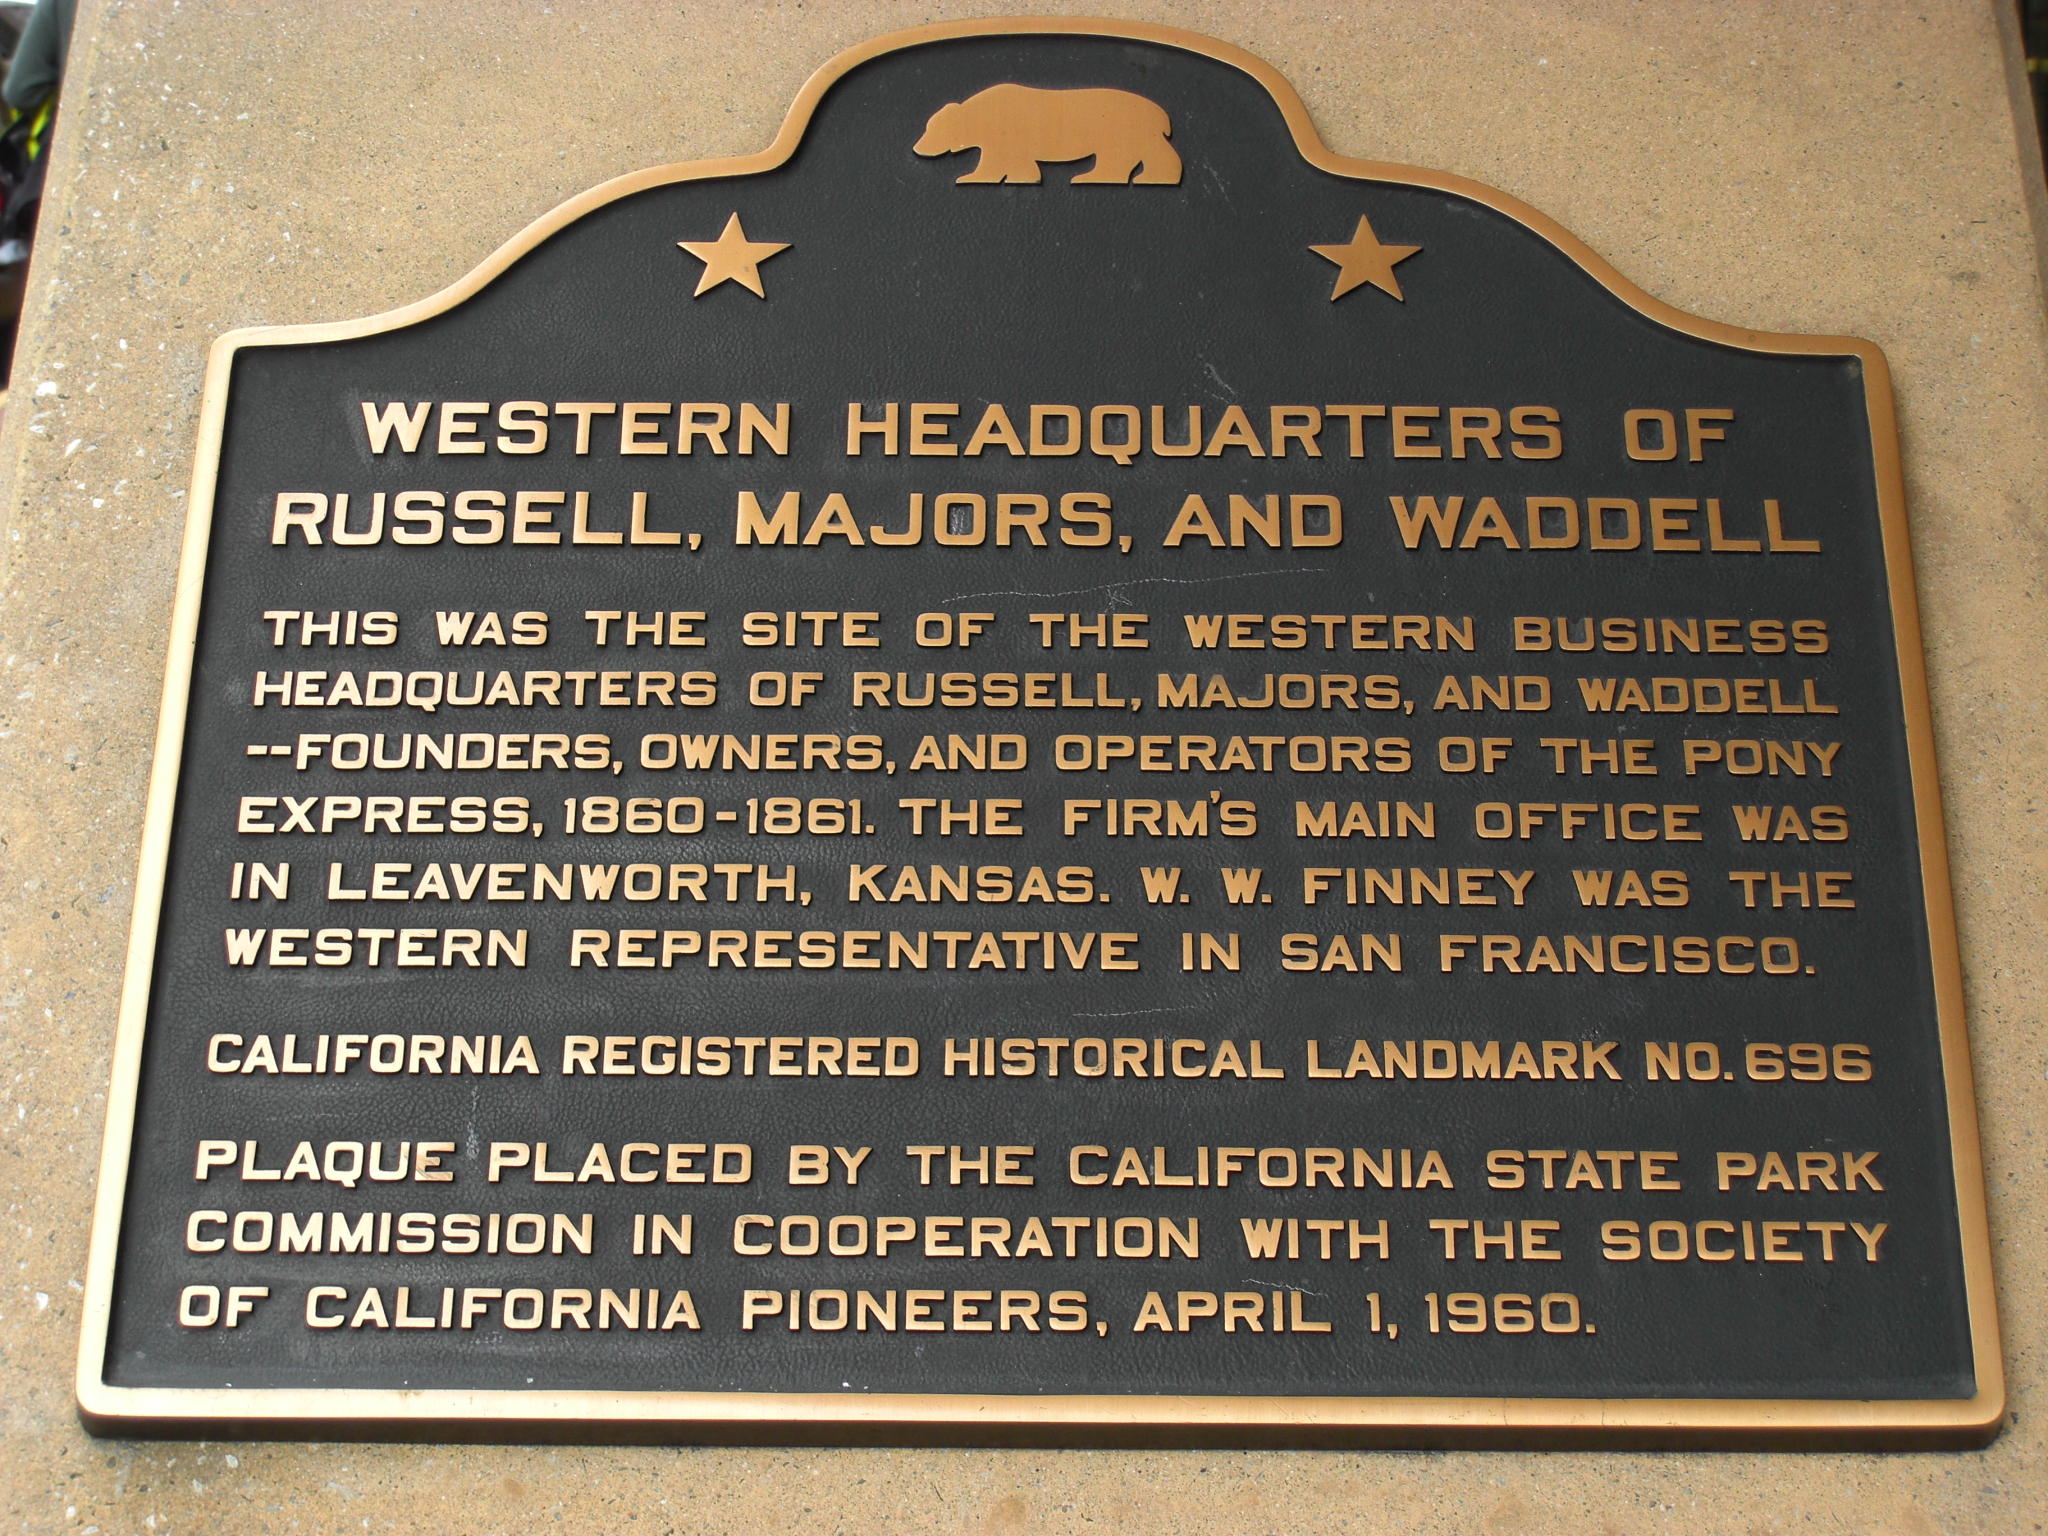 WESTERN HEADQUARTERS OF
RUSSELL, MAJORS, AND WADDELL
THIS WAS THE SITE OF THE WESTERN BUSINESS
HEADQUARTERS OF RUSSELL, MAJORS, AND WADDELL
--FOUNDERS, OWNERS, AND OPERATORS OF THE PONY
EXPRESS, 1860-1861. THE FIRM'S MAIN OFFICE WAS
IN LEAVENWORTH, KANSAS. W. W. FINNEY WAS THE
WESTERN REPRESENTATIVE IN SAN FRANCISCO.
CALIFORNIA REGISTERED HISTORICAL LANDMARK NO. 696
PLAQUE PLACED BY THE CALIFORNIA STATE PARK
COMMISSION IN COOPERATION WITH THE SOCIETY
OF CALIFORNIA PIONEERS, APRIL 1, 1960.